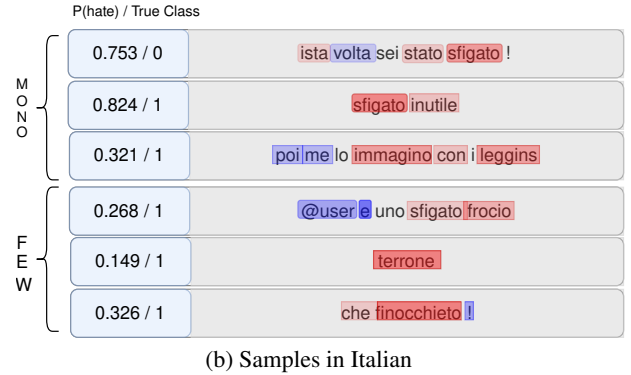 P(hate) / True Class
MONO
0.753 / 0 ista volta sei stato sfigato !
0.824 / 1 sfigato inutile
0.321 / 1 poi me lo immagino con i leggins
FEW
0.268 / 1 @user e uno sfigato frocio
0.149 / 1 terrone
0.326 / 1 che finocchieto !
(b) Samples in Italian